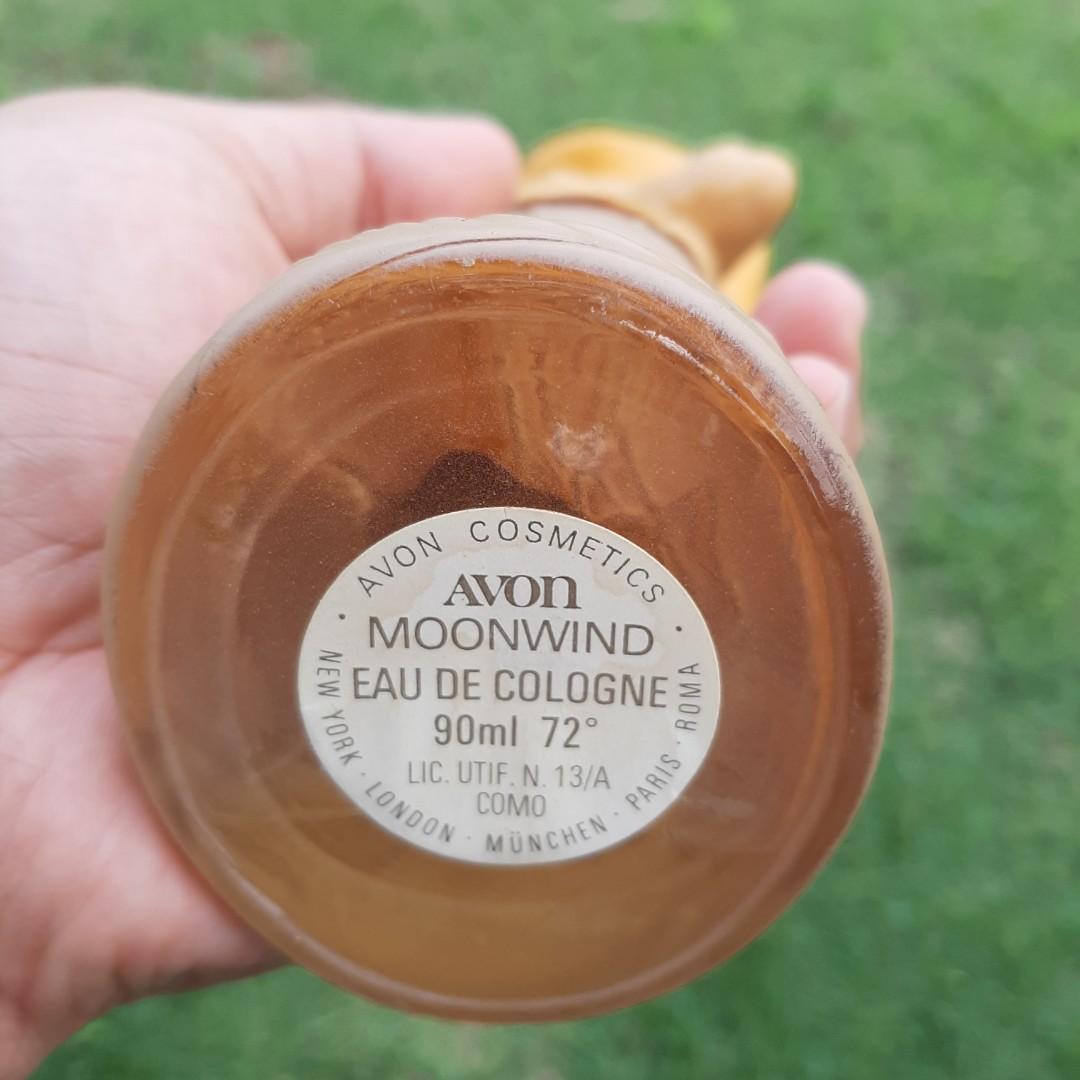 · AVON COSMETICS ·
AVON
MOONWIND
EAU DE COLOGNE
90ml 72°
LIC. UTIF. N. 13/A
COMO
NEW YORK · LONDON · MÜNCHEN · PARIS · ROMA